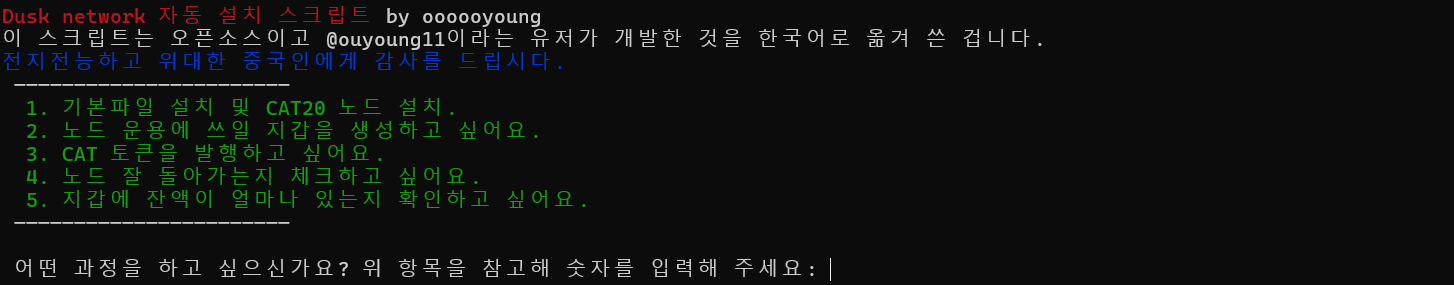 Dusk network 자동 설치 스크립트 by oooooyoung
이 스크립트는 오픈소스이고 @ouyoung11이라는 유저가 개발한 것을 한국어로 옮겨 쓴 겁니다.
전지전능하고 위대한 중국인에게 감사를 드립시다.
———————————————————————
1. 기본파일 설치 및 CAT20 노드 설치.
2. 노드 운용에 쓰일 지갑을 생성하고 싶어요.
3. CAT 토큰을 발행하고 싶어요.
4. 노드 잘 돌아가는지 체크하고 싶어요.
5. 지갑에 잔액이 얼마나 있는지 확인하고 싶어요.
———————————————————————
어떤 과정을 하고 싶으신가요? 위 항목을 참고해 숫자를 입력해 주세요: